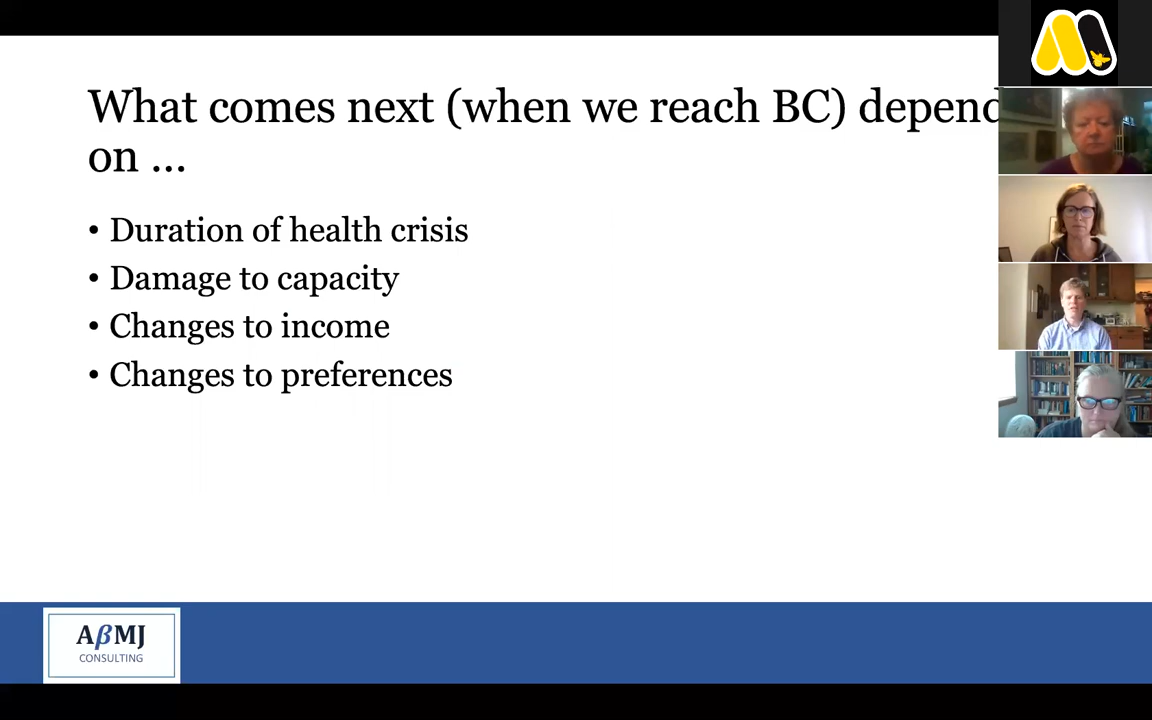 What comes next (when we reach BC) depend
on ...
• Duration of health crisis
• Damage to capacity
• Changes to income
• Changes to preferences
AβMJ
CONSULTING